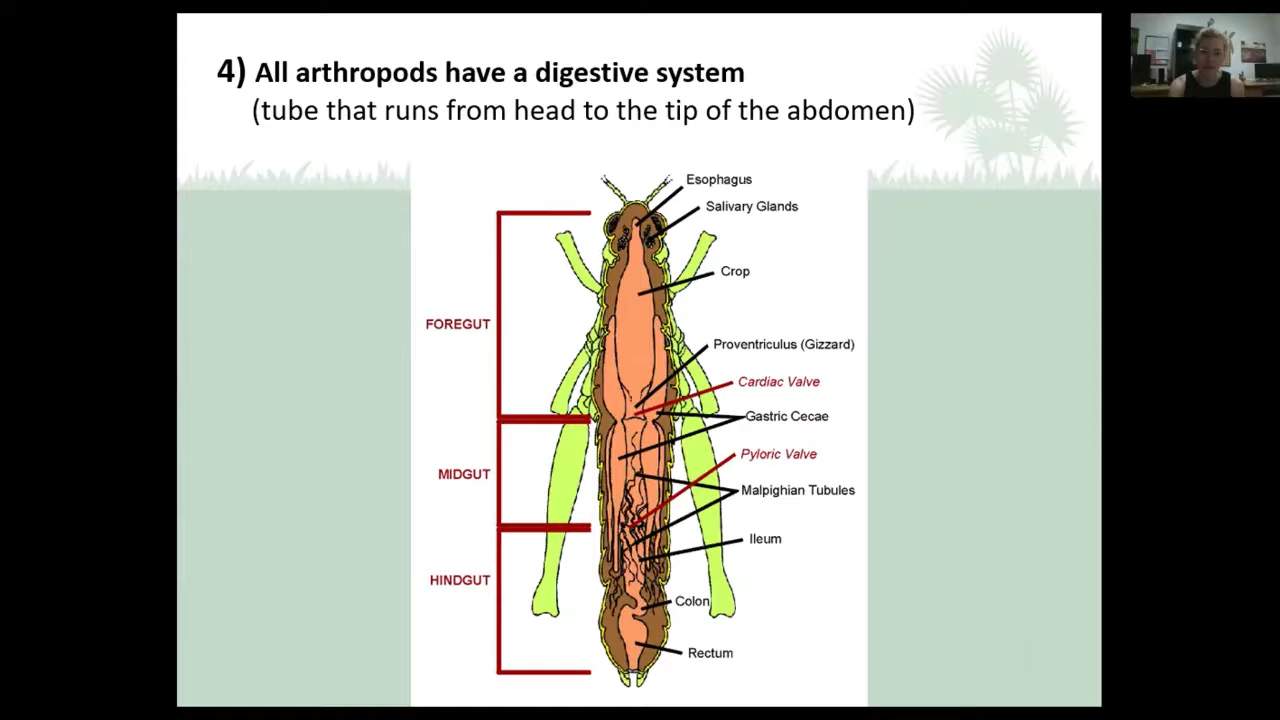 4) All arthropods have a digestive system
(tube that runs from head to the tip of the abdomen)
Esophagus
Salivary Glands
Crop
FOREGUT
Proventriculus (Gizzard)
Cardiac Valve
Gastric Cecae
Pyloric Valve
MIDGUT
Malpighian Tubules
Ileum
HINDGUT
Colon
Rectum